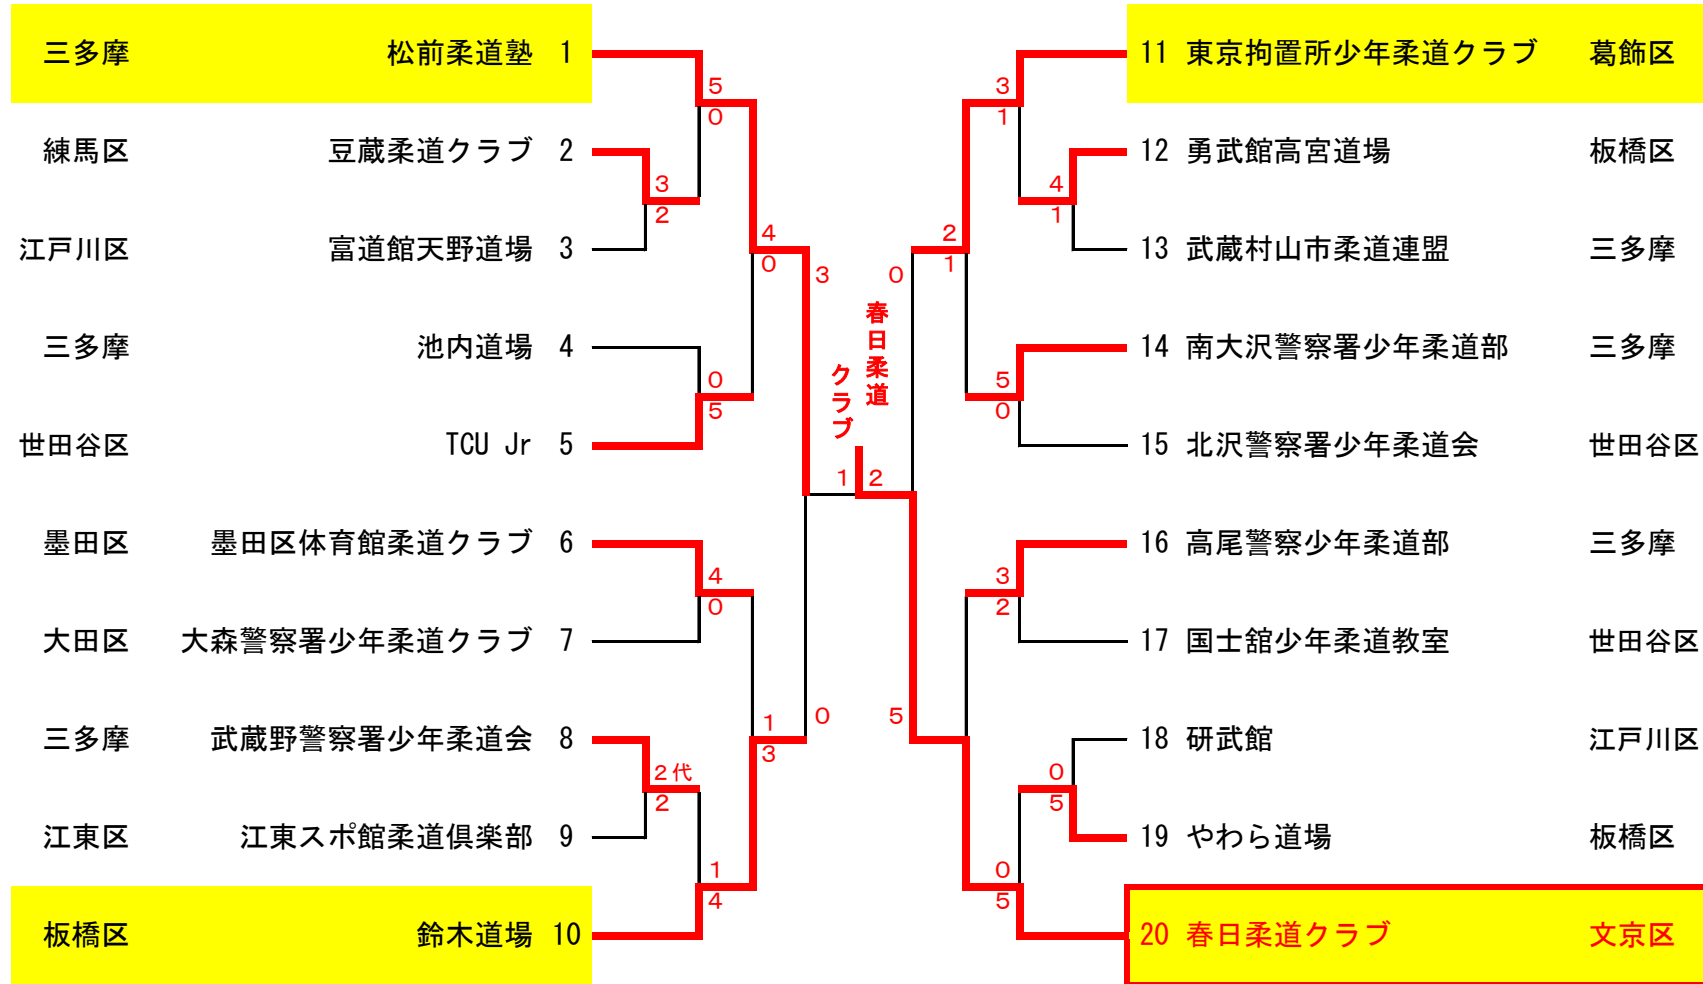 三多摩 松前柔道塾 1
練馬区 豆蔵柔道クラブ 2
江戸川区 富道館天野道場 3
三多摩 池内道場 4
世田谷区 TCU Jr 5
墨田区 墨田区体育館柔道クラブ 6
大田区 大森警察署少年柔道クラブ 7
三多摩 武蔵野警察署少年柔道会 8
江東区 江東スポ館柔道倶楽部 9
板橋区 鈴木道場 10
5
0
3
2
4
0
0
5
4
0
2代
2
1
3
1
4
3
0
春日柔道
クラブ
1 2
0
5
3
1
4
1
2
1
5
0
3
2
0
5
0
5
11 東京拘置所少年柔道クラブ 葛飾区
12 勇武館高宮道場 板橋区
13 武蔵村山市柔道連盟 三多摩
14 南大沢警察署少年柔道部 三多摩
15 北沢警察署少年柔道会 世田谷区
16 高尾警察少年柔道部 三多摩
17 国士舘少年柔道教室 世田谷区
18 研武館 江戸川区
19 やわら道場 板橋区
20 春日柔道クラブ 文京区